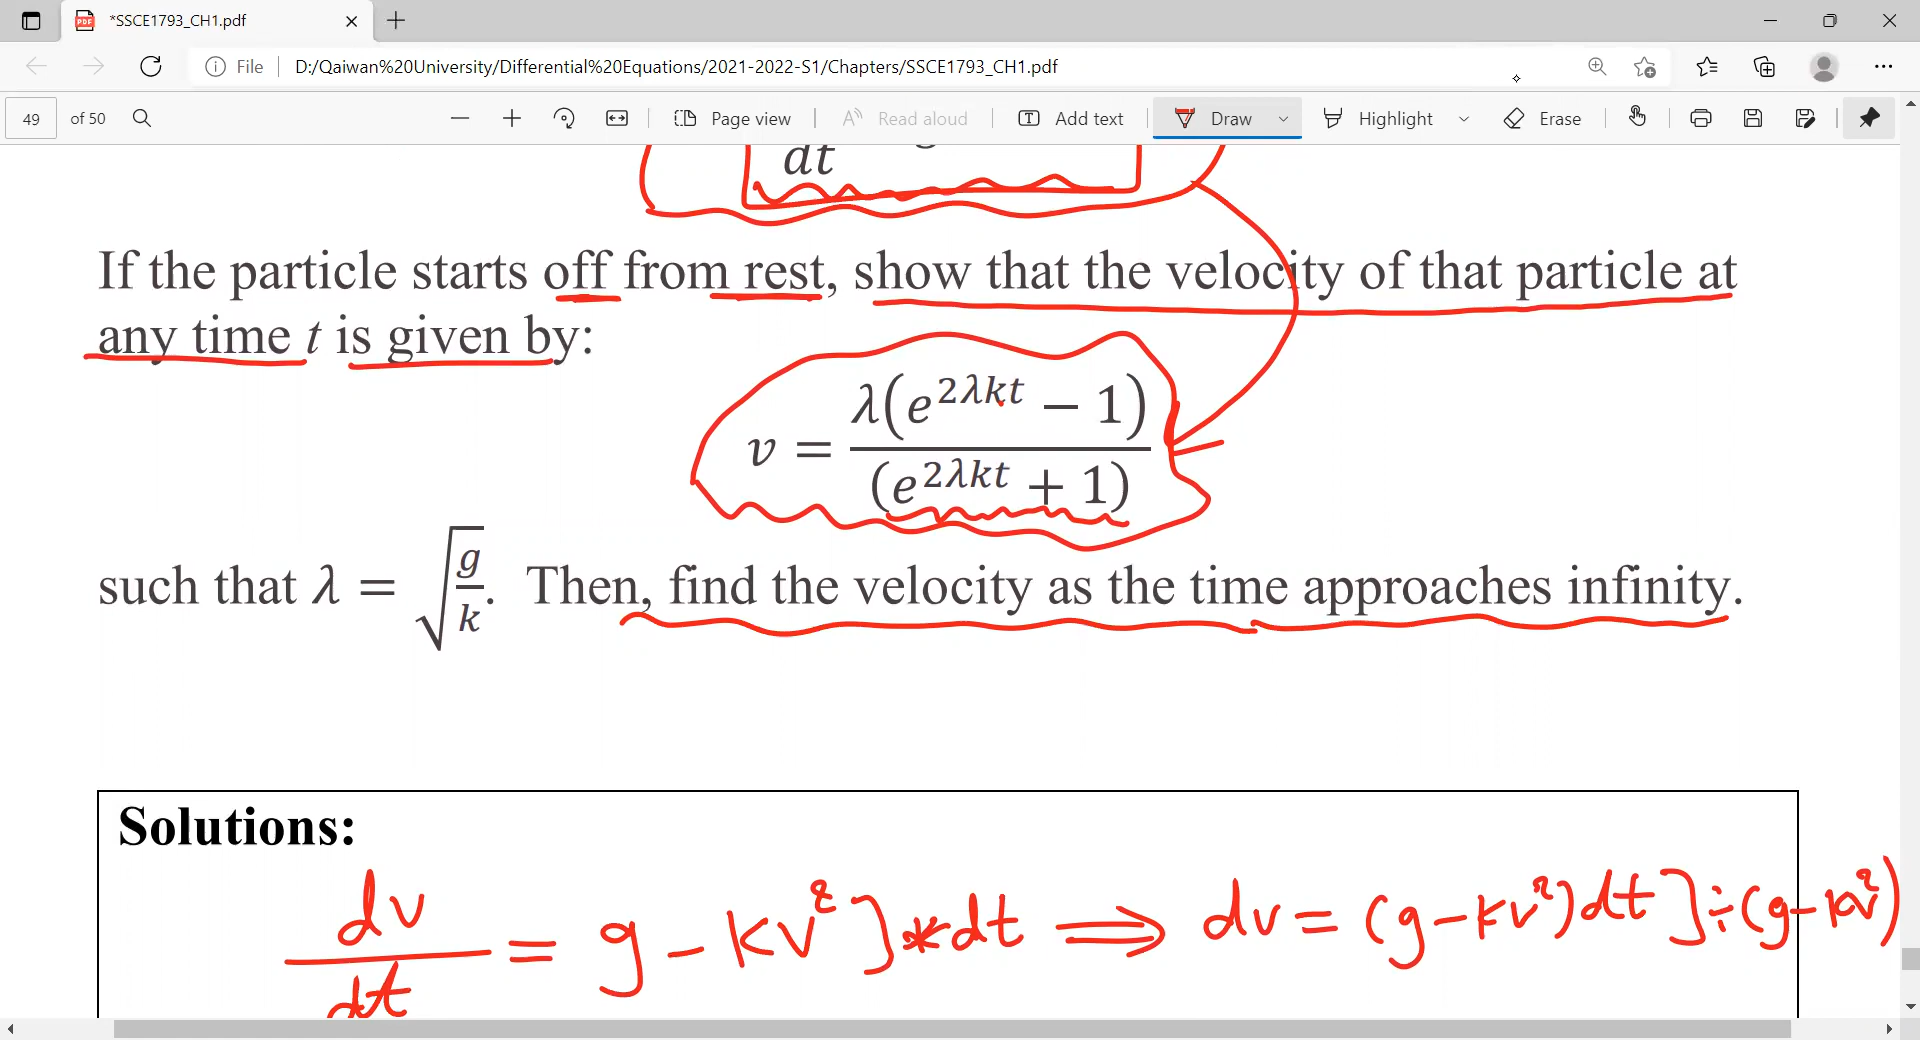 *SSCE1793_CH1.pdf
File D:/Qaiwan%20University/Differential%20Equations/2021-2022-S1/Chapters/SSCE1793_CH1.pdf
49 of 50 Page view Read aloud Add text Draw Highlight Erase
dt
If the particle starts off from rest, show that the velocity of that particle at
any time t is given by:
v = λ(e^{2λkt} − 1) / (e^{2λkt} + 1)
such that λ = √(g/k). Then, find the velocity as the time approaches infinity.
Solutions:
dv/dt = g − kv² ] * dt ⟹ dv = (g − kv²) dt ] ÷ (g − kv²)